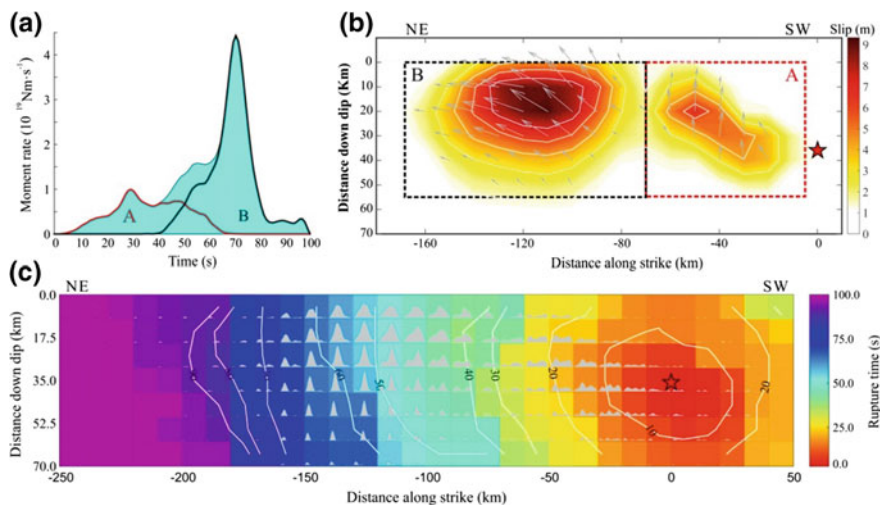 (a)
Moment rate (10 ¹⁹Nm·s⁻¹)
4
3
2
1
0
A
B
0 10 20 30 40 50 60 70 80 90 100
Time (s)
(b)
NE
SW
Slip (m)
Distance down dip (Km)
0
10
20
30
40
50
60
70
B
A
-160 -120 -80 -40 0
Distance along strike (km)
9
8
7
6
5
4
3
2
1
0
(c)
NE
SW
Distance down dip (km)
0.0
17.5
35.0
52.5
70.0
60
50
40
30
20
10
20
-250 -200 -150 -100 -50 0 50
Distance along strike (km)
100.0
75.0
50.0
25.0
0.0
Rupture time (s)